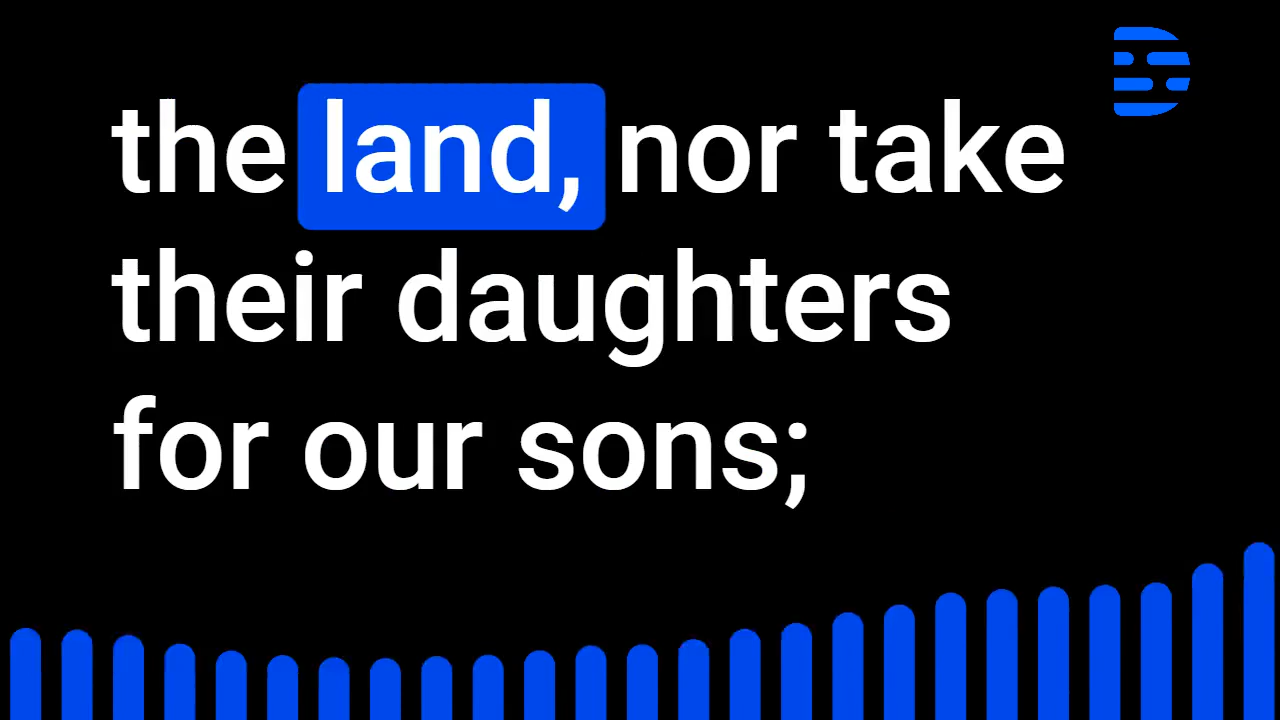 the land, nor take
their daughters
for our sons;